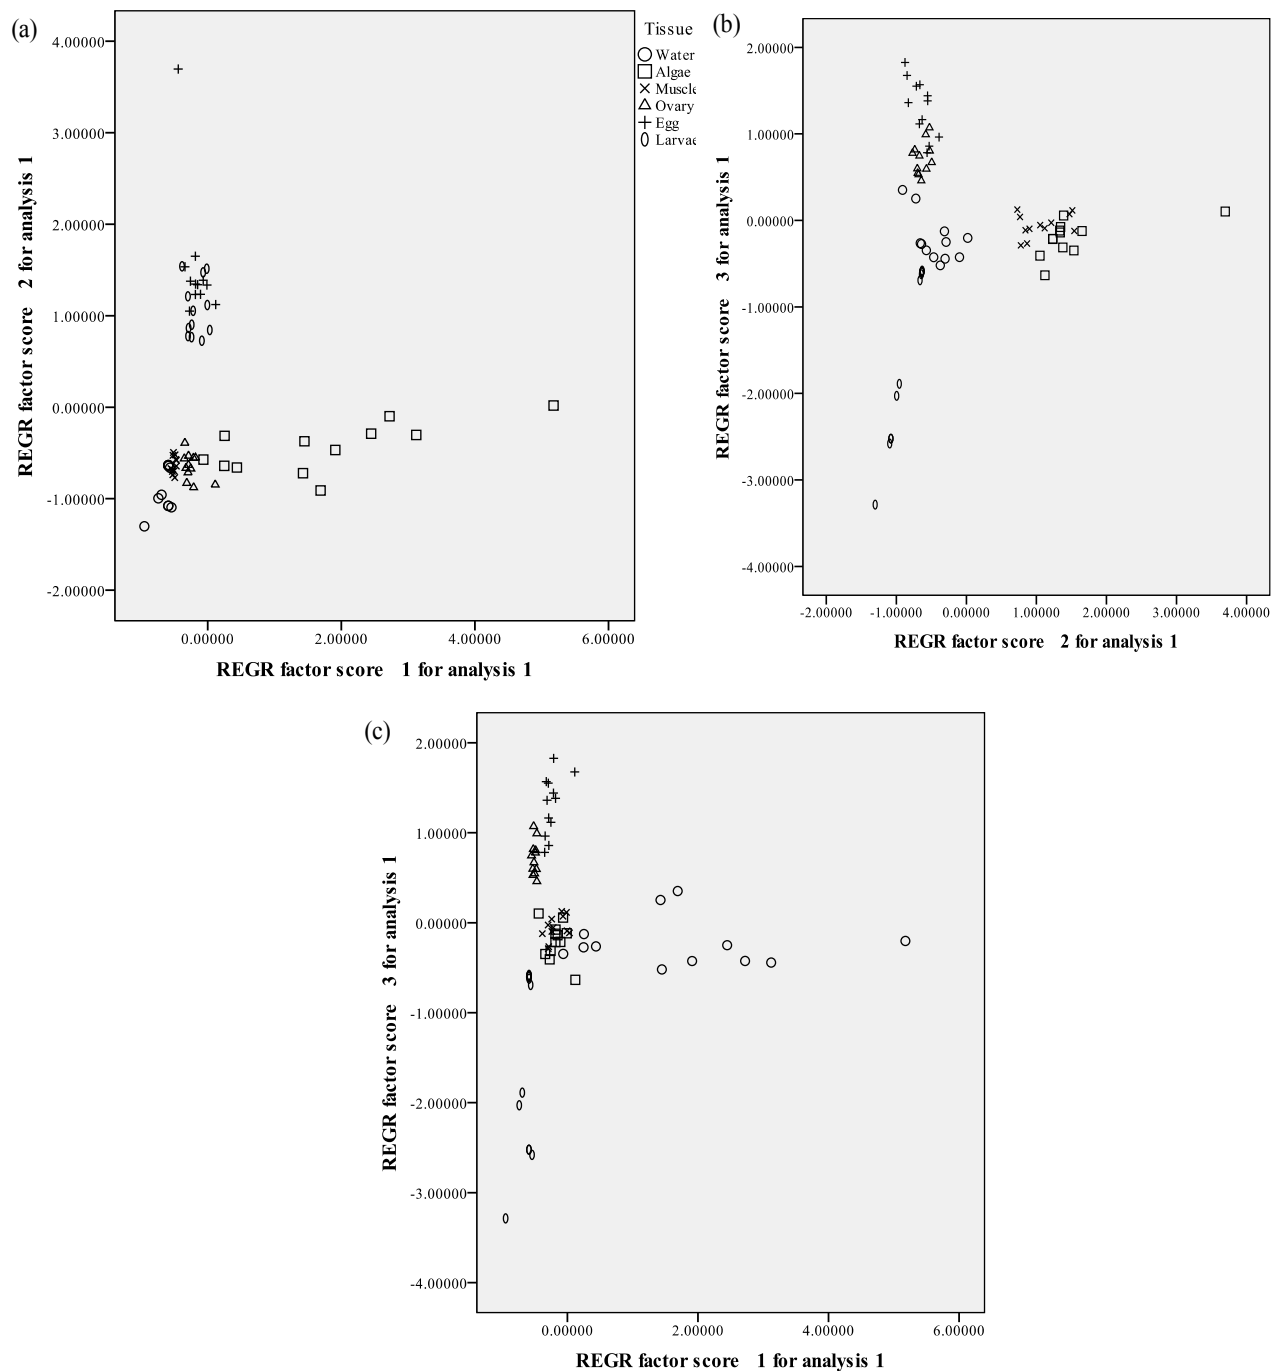 (a)
4.00000
3.00000
2.00000
1.00000
0.00000
-1.00000
-2.00000
REGR factor score 2 for analysis 1
0.00000 2.00000 4.00000 6.00000
REGR factor score 1 for analysis 1
Tissue
Water
Algae
Muscle
Ovary
Egg
Larvae
(b)
2.00000
1.00000
0.00000
-1.00000
-2.00000
-3.00000
-4.00000
REGR factor score 3 for analysis 1
-2.00000 -1.00000 0.00000 1.00000 2.00000 3.00000 4.00000
REGR factor score 2 for analysis 1
(c)
2.00000
1.00000
0.00000
-1.00000
-2.00000
-3.00000
-4.00000
REGR factor score 3 for analysis 1
0.00000 2.00000 4.00000 6.00000
REGR factor score 1 for analysis 1